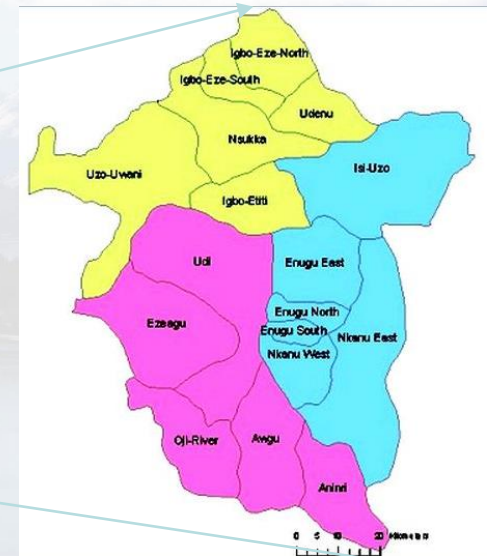 Igbo-Eze-North
Igbo-Eze-South
Udenu
Nsukka
Isi-Uzo
Uzo-Uwani
Igbo-Etiti
Udi
Enugu East
Ezeagu
Enugu North
Enugu South
Nkanu East
Nkanu West
Oji-River
Awgu
Aninri
0 5 10 20 Kilometers